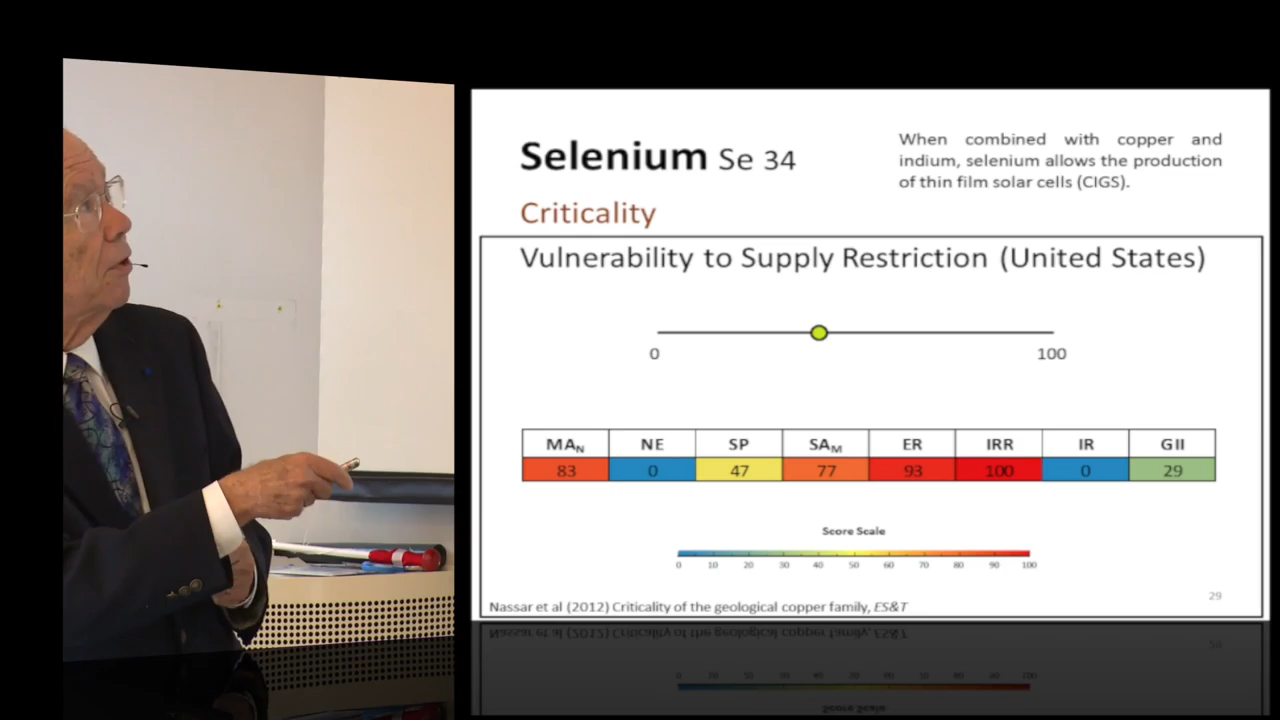 Selenium Se 34
When combined with copper and
indium, selenium allows the production
of thin film solar cells (CIGS).
Criticality
Vulnerability to Supply Restriction (United States)
0 100
MAN NE SP SAM ER IRR IR GII
83 0 47 77 93 100 0 29
Score Scale
0 10 20 30 40 50 60 70 80 90 100
29
Nassar et al (2012) Criticality of the geological copper family, ES&T